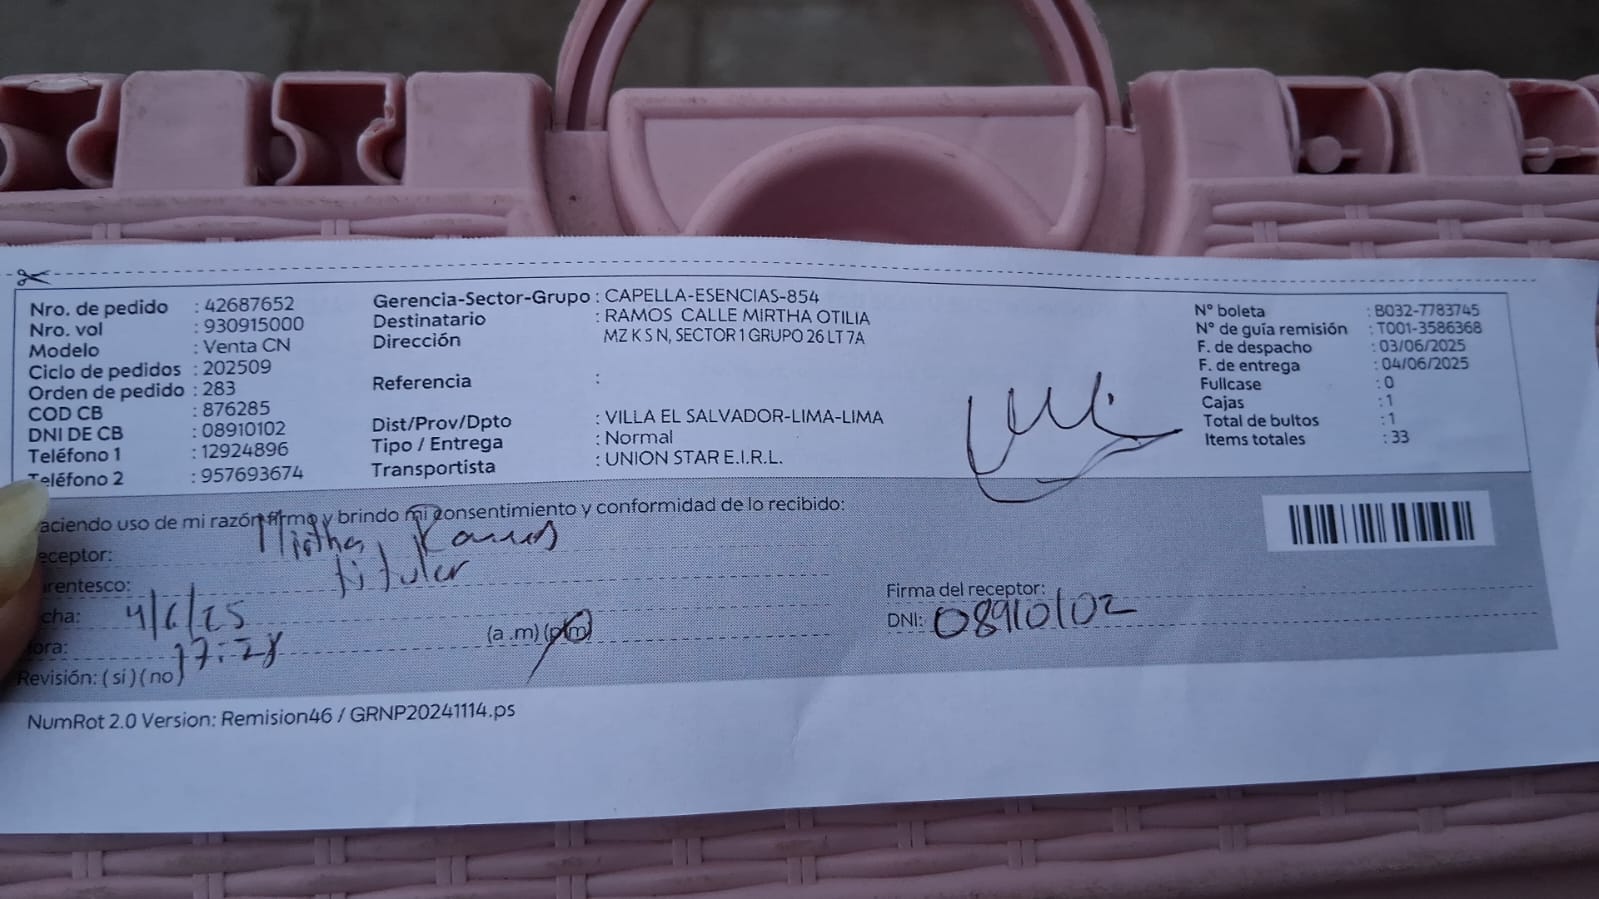 Nro. de pedido : 42687652
Nro. vol : 930915000
Modelo : Venta CN
Ciclo de pedidos : 202509
Orden de pedido : 283
COD CB : 876285
DNI DE CB : 08910102
Teléfono 1 : 12924896
Teléfono 2 : 957693674
Gerencia-Sector-Grupo : CAPELLA-ESENCIAS-854
Destinatario : RAMOS CALLE MIRTHA OTILIA
Dirección MZ K S N, SECTOR 1 GRUPO 26 LT 7A
Referencia :
Dist/Prov/Dpto : VILLA EL SALVADOR-LIMA-LIMA
Tipo / Entrega : Normal
Transportista : UNION STAR E.I.R.L.
N° boleta : B032-7783745
N° de guía remisión : T001-3586368
F. de despacho : 03/06/2025
F. de entrega : 04/06/2025
Fullcase : 0
Cajas : 1
Total de bultos : 1
Items totales : 33
aciendo uso de mi razón firmo y brindo mi consentimiento y conformidad de lo recibido:
eceptor: Mirtha Ramos
rentesco: titular
cha: 4/6/25
ora: 17:28 (a .m) (p.m)
Revisión: ( si ) ( no )
Firma del receptor:
DNI: 08910102
NumRot 2.0 Version: Remision46 / GRNP20241114.ps